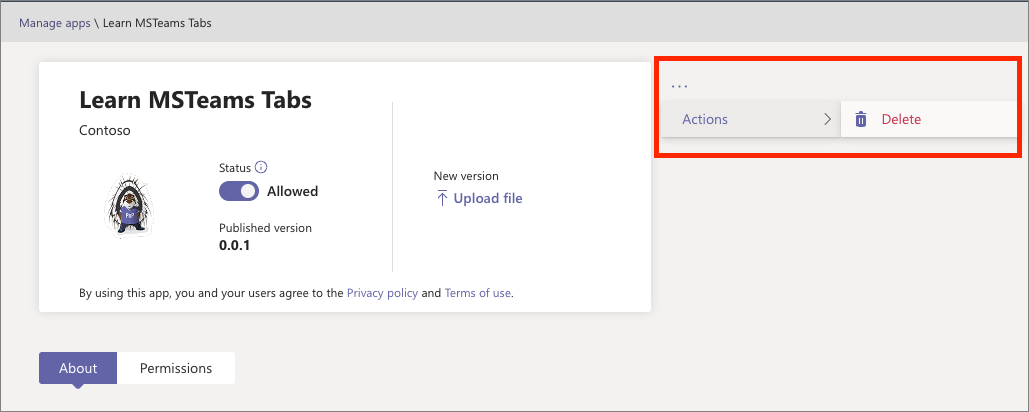 Manage apps \ Learn MSTeams Tabs
Learn MSTeams Tabs
Contoso
Status
Allowed
Published version
0.0.1
New version
Upload file
By using this app, you and your users agree to the Privacy policy and Terms of use.
...
Actions
Delete
About
Permissions